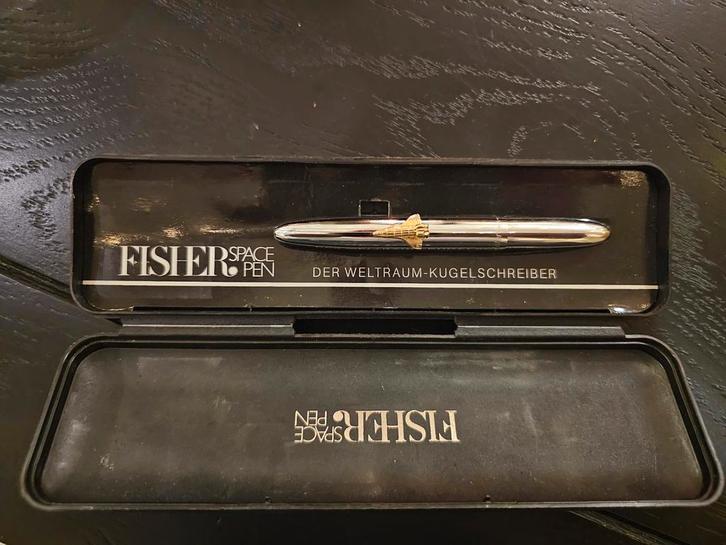 FISHER SPACE PEN
DER WELTRAUM-KUGELSCHREIBER
FISHER SPACE PEN